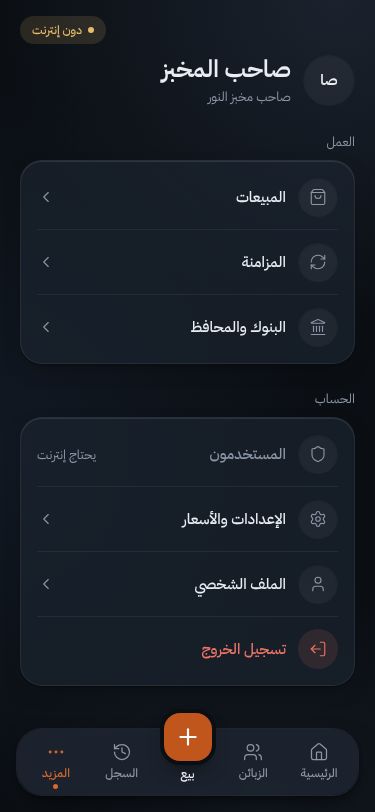 دون إنترنت
صاحب المخبز
صا
صاحب مخبز النور
العمل
المبيعات
المزامنة
البنوك والمحافظ
الحساب
المستخدمون
يحتاج إنترنت
الإعدادات والأسعار
الملف الشخصي
تسجيل الخروج
الرئيسية
الزبائن
بيع
السجل
المزيد